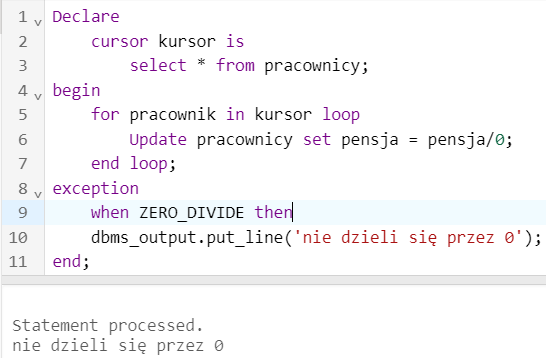 1 Declare
2 cursor kursor is
3 select * from pracownicy;
4 begin
5 for pracownik in kursor loop
6 Update pracownicy set pensja = pensja/0;
7 end loop;
8 exception
9 when ZERO_DIVIDE then
10 dbms_output.put_line('nie dzieli się przez 0');
11 end;
Statement processed.
nie dzieli się przez 0